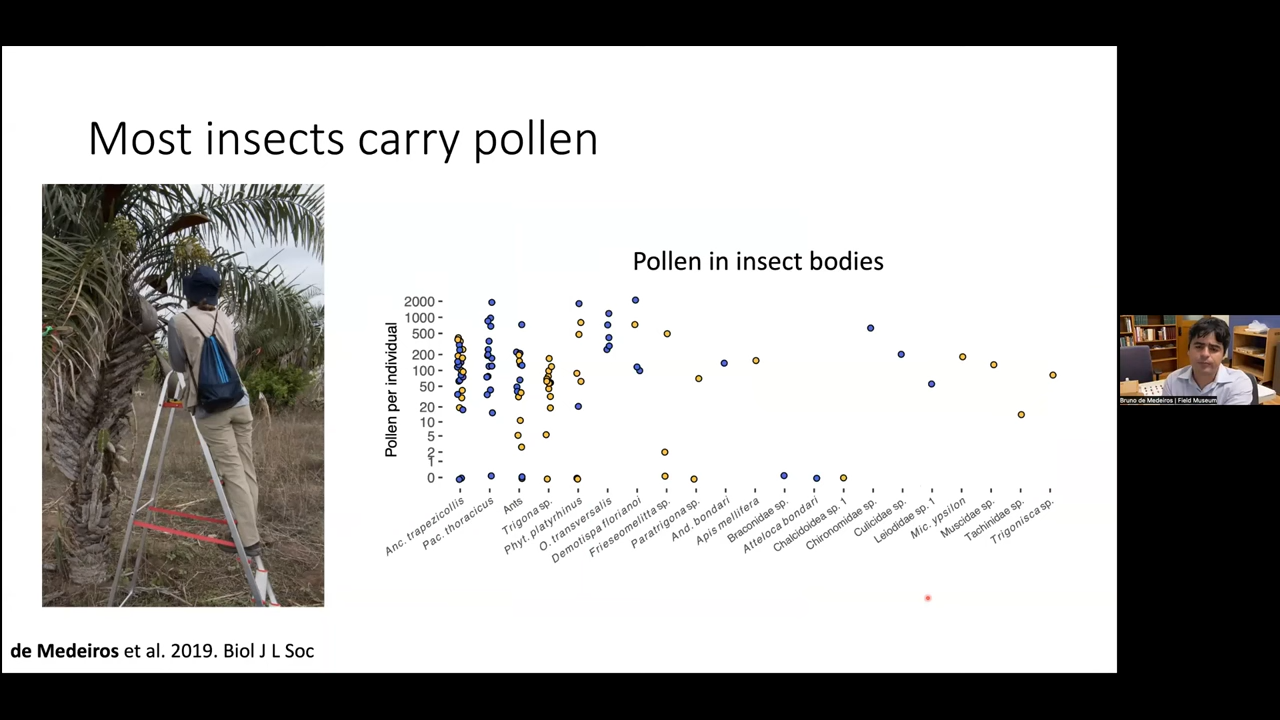 Most insects carry pollen
Pollen in insect bodies
Pollen per individual
2000
1000
500
200
100
50
20
10
5
2
1
0
Anc. trapezicollis
Pac. thoracicus
Ants
Trigona sp.
Phyt. platyrhinus
O. transversalis
Demotispa florianoi
Frieseomelitta sp.
Paratrigona sp.
And. bondari
Apis mellifera
Braconidae sp.
Atteloca bondari
Chalcidoidea sp. 1
Chironomidae sp.
Culicidae sp.
Leiodidae sp. 1
Mic. ypsilon
Muscidae sp.
Tachinidae sp.
Trigonisca sp.
de Medeiros et al. 2019. Biol J L Soc
Bruno de Medeiros | Field Museum